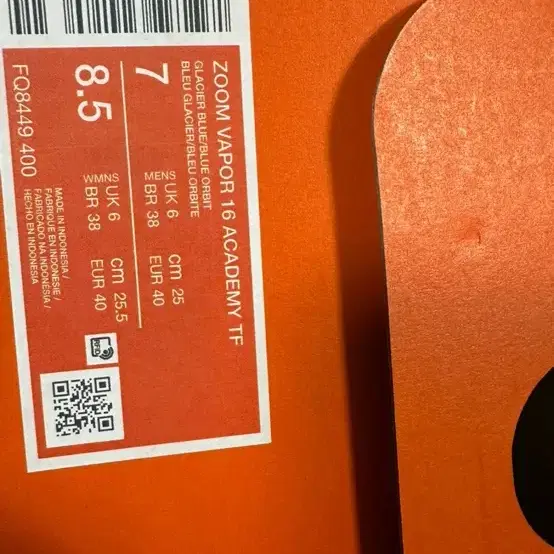 ZOOM VAPOR 16 ACADEMY TF
GLACIER BLUE/BLUE ORBIT
BLEU GLACIER/BLEU ORBITE
7
MENS UK 6 cm 25
BR 38 EUR 40
8.5
WMNS UK 6 cm 25.5
BR 38 EUR 40
MADE IN INDONESIA /
FABRIQUE EN INDONESIE /
FABRICADO NA INDONÉSIA /
HECHO EN INDONESIA
FQ8449 400
RFID